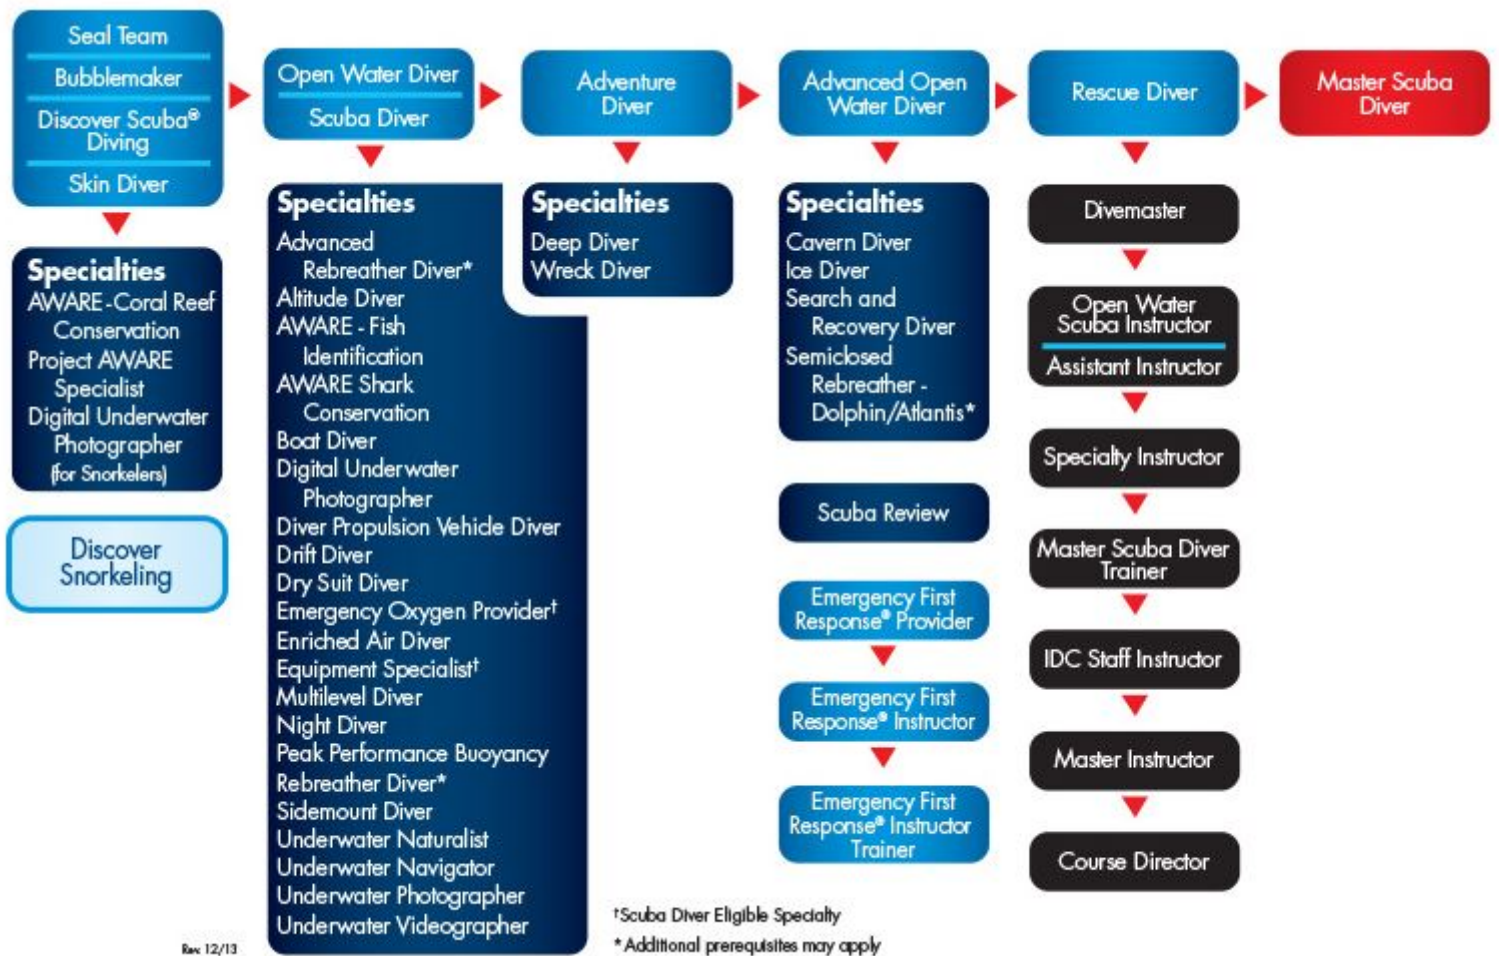 Seal Team
Bubblemaker
Discover Scuba®
Diving
Skin Diver
Specialties
AWARE-Coral Reef
Conservation
Project AWARE
Specialist
Digital Underwater
Photographer
(for Snorkelers)
Discover
Snorkeling
Open Water Diver
Scuba Diver
Specialties
Advanced
Rebreather Diver*
Altitude Diver
AWARE - Fish
Identification
AWARE Shark
Conservation
Boat Diver
Digital Underwater
Photographer
Diver Propulsion Vehicle Diver
Drift Diver
Dry Suit Diver
Emergency Oxygen Provider†
Enriched Air Diver
Equipment Specialist†
Multilevel Diver
Night Diver
Peak Performance Buoyancy
Rebreather Diver*
Sidemount Diver
Underwater Naturalist
Underwater Navigator
Underwater Photographer
Underwater Videographer
Adventure
Diver
Specialties
Deep Diver
Wreck Diver
Advanced Open
Water Diver
Specialties
Cavern Diver
Ice Diver
Search and
Recovery Diver
Semiclosed
Rebreather -
Dolphin/Atlantis*
Scuba Review
Emergency First
Response® Provider
Emergency First
Response® Instructor
Emergency First
Response® Instructor
Trainer
Rescue Diver
Divemaster
Open Water
Scuba Instructor
Assistant Instructor
Specialty Instructor
Master Scuba Diver
Trainer
IDC Staff Instructor
Master Instructor
Course Director
Master Scuba
Diver
†Scuba Diver Eligible Specialty
*Additional prerequisites may apply
Rev. 12/13